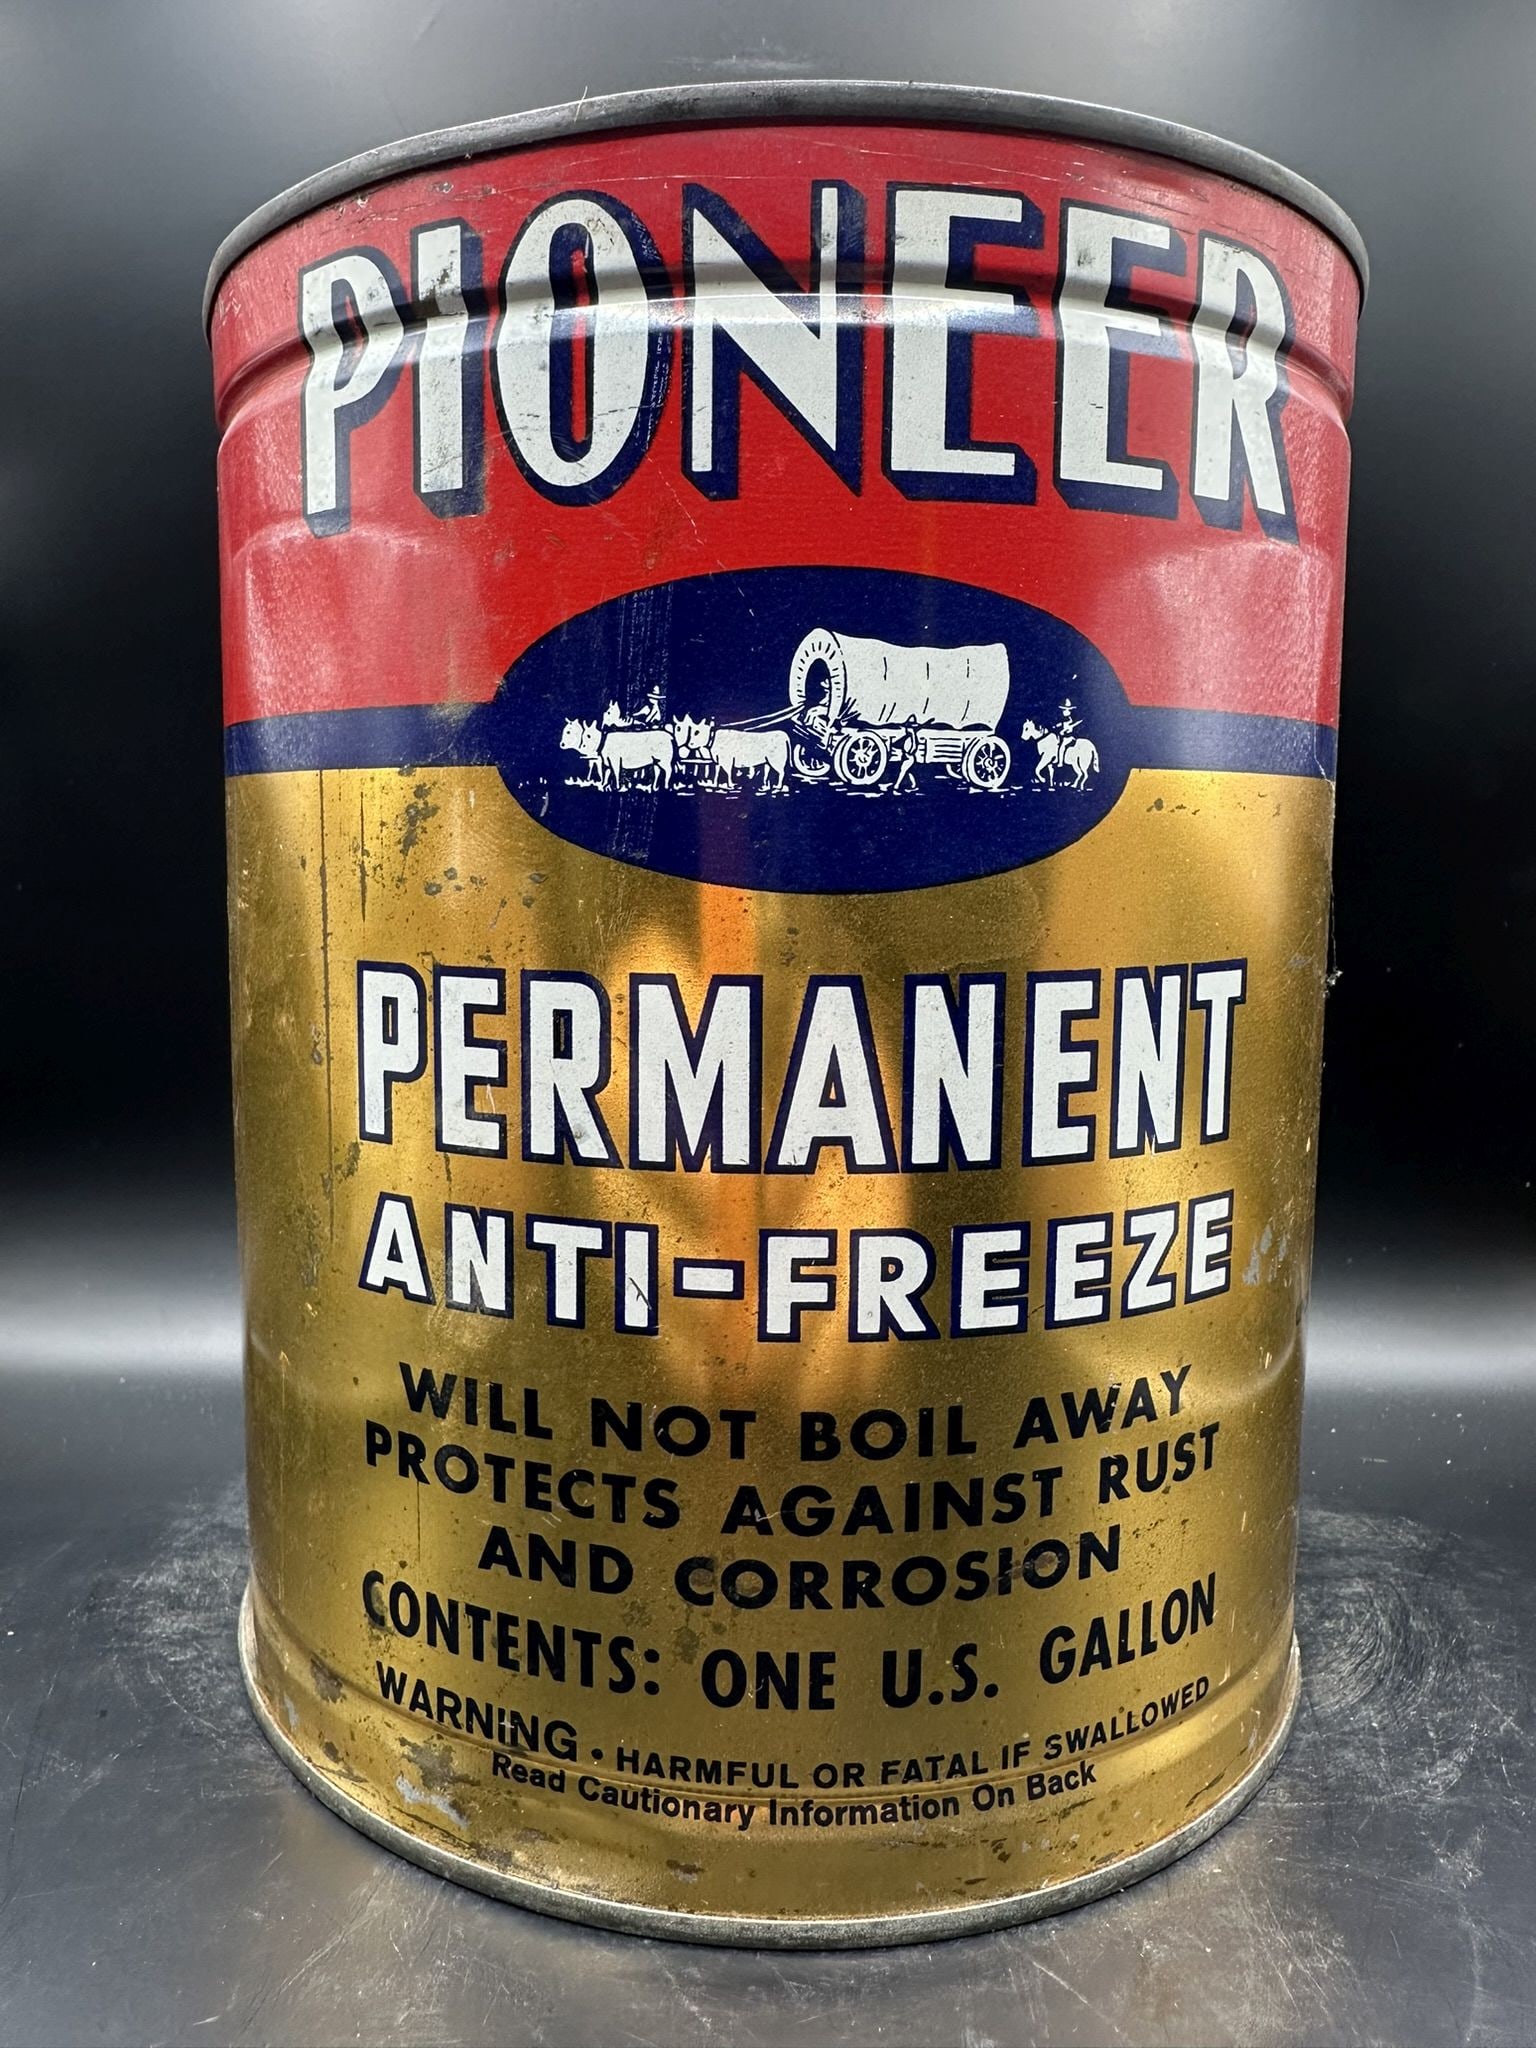 PIONEER
PERMANENT
ANTI-FREEZE
WILL NOT BOIL AWAY
PROTECTS AGAINST RUST
AND CORROSION
CONTENTS: ONE U.S. GALLON
WARNING • HARMFUL OR FATAL IF SWALLOWED
Read Cautionary Information On Back